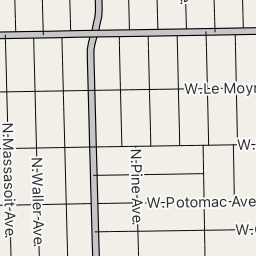 W. Le Moyn
W.
N. Massasoit Ave.
N. Waller Ave.
N. Pine Ave.
W. Potomac Ave
W.